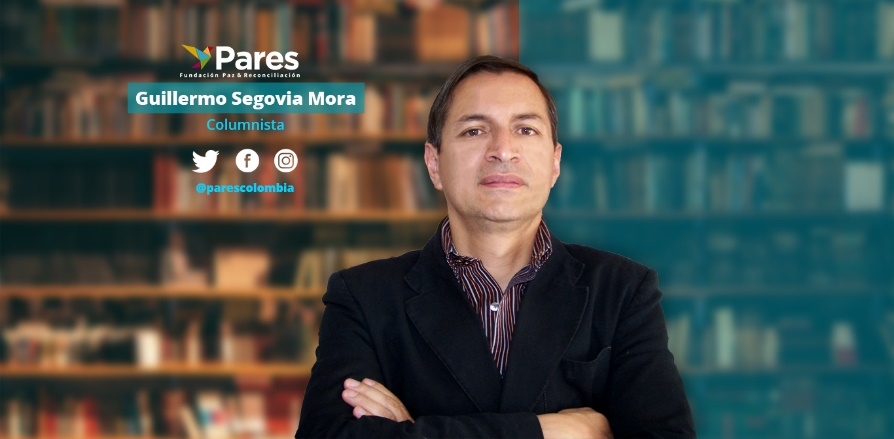 Pares
Fundación Paz & Reconciliación
Guillermo Segovia Mora
Columnista
@parescolombia